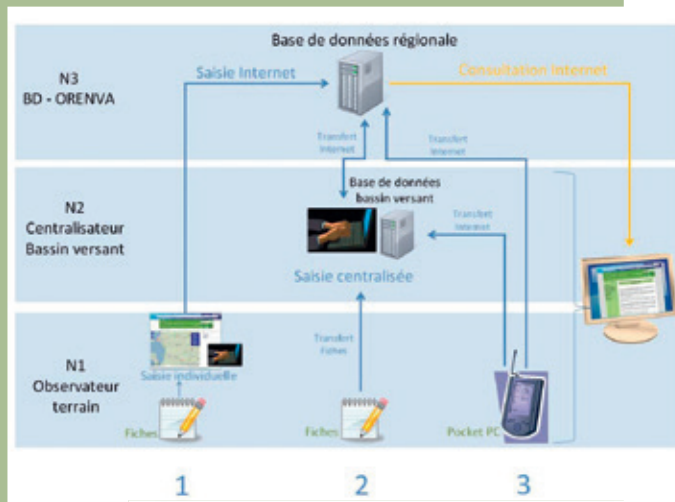 Base de données régionale
N3
BD - ORENVA
Saisie Internet
Consultation Internet
Transfert
Internet
Transfert
Internet
N2
Centralisateur
Bassin versant
Base de données
bassin versant
Transfert
Internet
Saisie centralisée
N1
Observateur
terrain
Transfert
Fiches
Saisie individuelle
Fiches
Fiches
Pocket PC
1
2
3